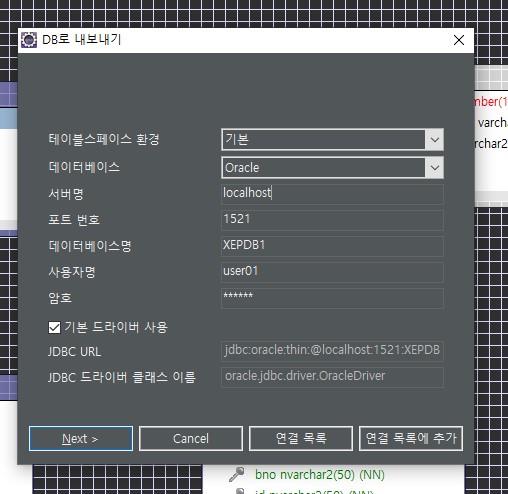 DB로 내보내기
mber(1
테이블스페이스 환경 기본
varcha
데이터베이스 Oracle
rchar2
서버명 localhost
포트 번호 1521
데이터베이스명 XEPDB1
사용자명 user01
암호 ******
기본 드라이버 사용
JDBC URL jdbc:oracle:thin:@localhost:1521:XEPDB
JDBC 드라이버 클래스 이름 oracle.jdbc.driver.OracleDriver
Next > Cancel 연결 목록 연결 목록에 추가
bno nvarchar2(50) (NN)
id nvarchar2(50) (NN)